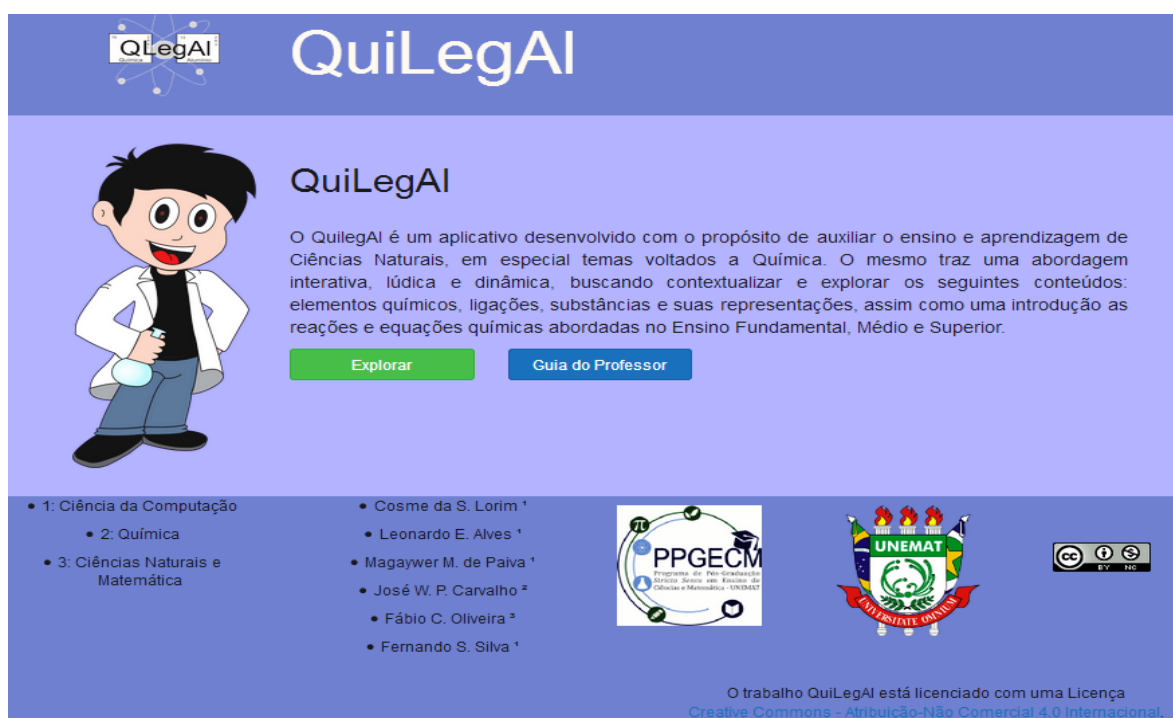 QLegAl
Química Alumínio
QuiLegAl
QuiLegAl
O QuilegAl é um aplicativo desenvolvido com o propósito de auxiliar o ensino e aprendizagem de
Ciências Naturais, em especial temas voltados a Química. O mesmo traz uma abordagem
interativa, lúdica e dinâmica, buscando contextualizar e explorar os seguintes conteúdos:
elementos químicos, ligações, substâncias e suas representações, assim como uma introdução as
reações e equações químicas abordadas no Ensino Fundamental, Médio e Superior.
Explorar Guia do Professor
• 1: Ciência da Computação
• 2: Química
• 3: Ciências Naturais e
Matemática
• Cosme da S. Lorim ¹
• Leonardo E. Alves ¹
• Magaywer M. de Paiva ¹
• José W. P. Carvalho ²
• Fábio C. Oliveira ³
• Fernando S. Silva ¹
π
PPGECM
Programa de Pós-Graduação
Stricto Sensu em Ensino de
Ciências e Matemática - UNEMAT
UNEMAT
UNIVERSITATE OMNIUM
cc
BY NC
O trabalho QuiLegAl está licenciado com uma Licença
Creative Commons - Atribuição-Não Comercial 4.0 Internacional.